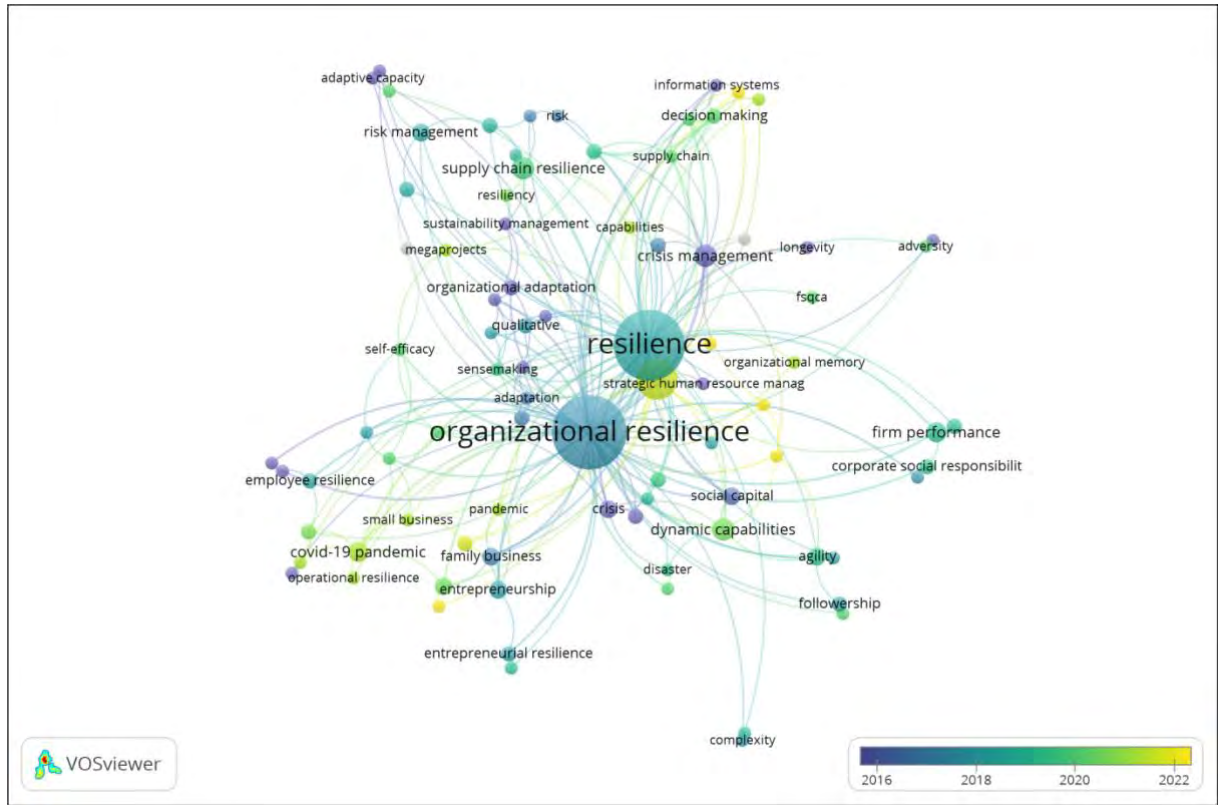 adaptive capacity
information systems
risk
decision making
risk management
supply chain
supply chain resilience
resiliency
sustainability management
capabilities
megaprojects
crisis management
longevity
adversity
organizational adaptation
fsqca
qualitative
resilience
self-efficacy
organizational memory
sensemaking
strategic human resource manag
adaptation
organizational resilience
firm performance
corporate social responsibilit
employee resilience
social capital
pandemic
crisis
small business
dynamic capabilities
covid-19 pandemic
family business
agility
operational resilience
disaster
entrepreneurship
followership
entrepreneurial resilience
complexity
VOSviewer
2016
2018
2020
2022